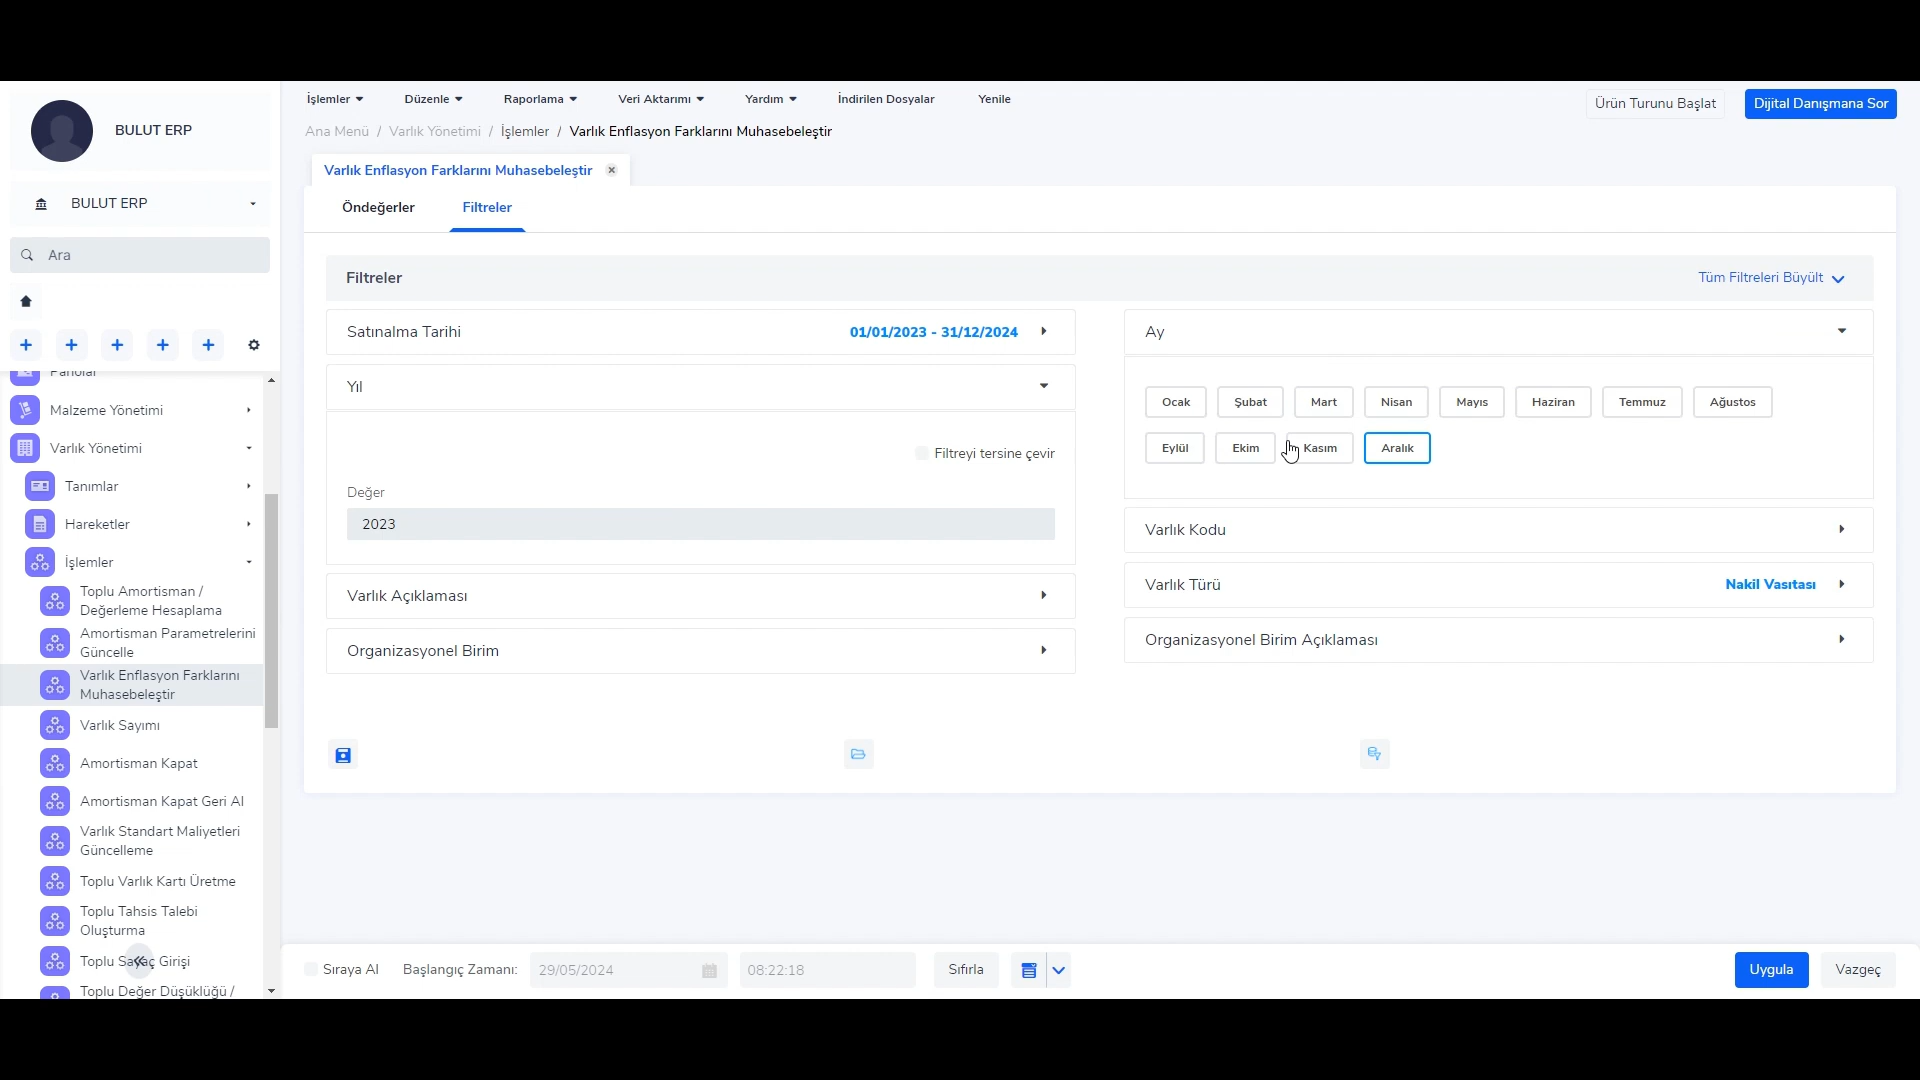 BULUT ERP
BULUT ERP
Ara
Panolar
Malzeme Yönetimi
Varlık Yönetimi
Tanımlar
Hareketler
İşlemler
Toplu Amortisman /
Değerleme Hesaplama
Amortisman Parametrelerini
Güncelle
Varlık Enflasyon Farklarını
Muhasebeleştir
Varlık Sayımı
Amortisman Kapat
Amortisman Kapat Geri Al
Varlık Standart Maliyetleri
Güncelleme
Toplu Varlık Kartı Üretme
Toplu Tahsis Talebi
Oluşturma
Toplu Sayaç Girişi
Toplu Değer Düşüklüğü /
İşlemler Düzenle Raporlama Veri Aktarımı Yardım İndirilen Dosyalar Yenile
Ürün Turunu Başlat Dijital Danışmana Sor
Ana Menü / Varlık Yönetimi / İşlemler / Varlık Enflasyon Farklarını Muhasebeleştir
Varlık Enflasyon Farklarını Muhasebeleştir
Öndeğerler Filtreler
Filtreler Tüm Filtreleri Büyült
Satınalma Tarihi 01/01/2023 - 31/12/2024
Yıl
Filtreyi tersine çevir
Değer
2023
Varlık Açıklaması
Organizasyonel Birim
Ay
Ocak Şubat Mart Nisan Mayıs Haziran Temmuz Ağustos
Eylül Ekim Kasım Aralık
Varlık Kodu
Varlık Türü Nakil Vasıtası
Organizasyonel Birim Açıklaması
Sıraya Al Başlangıç Zamanı: 29/05/2024 08:22:18 Sıfırla Uygula Vazgeç